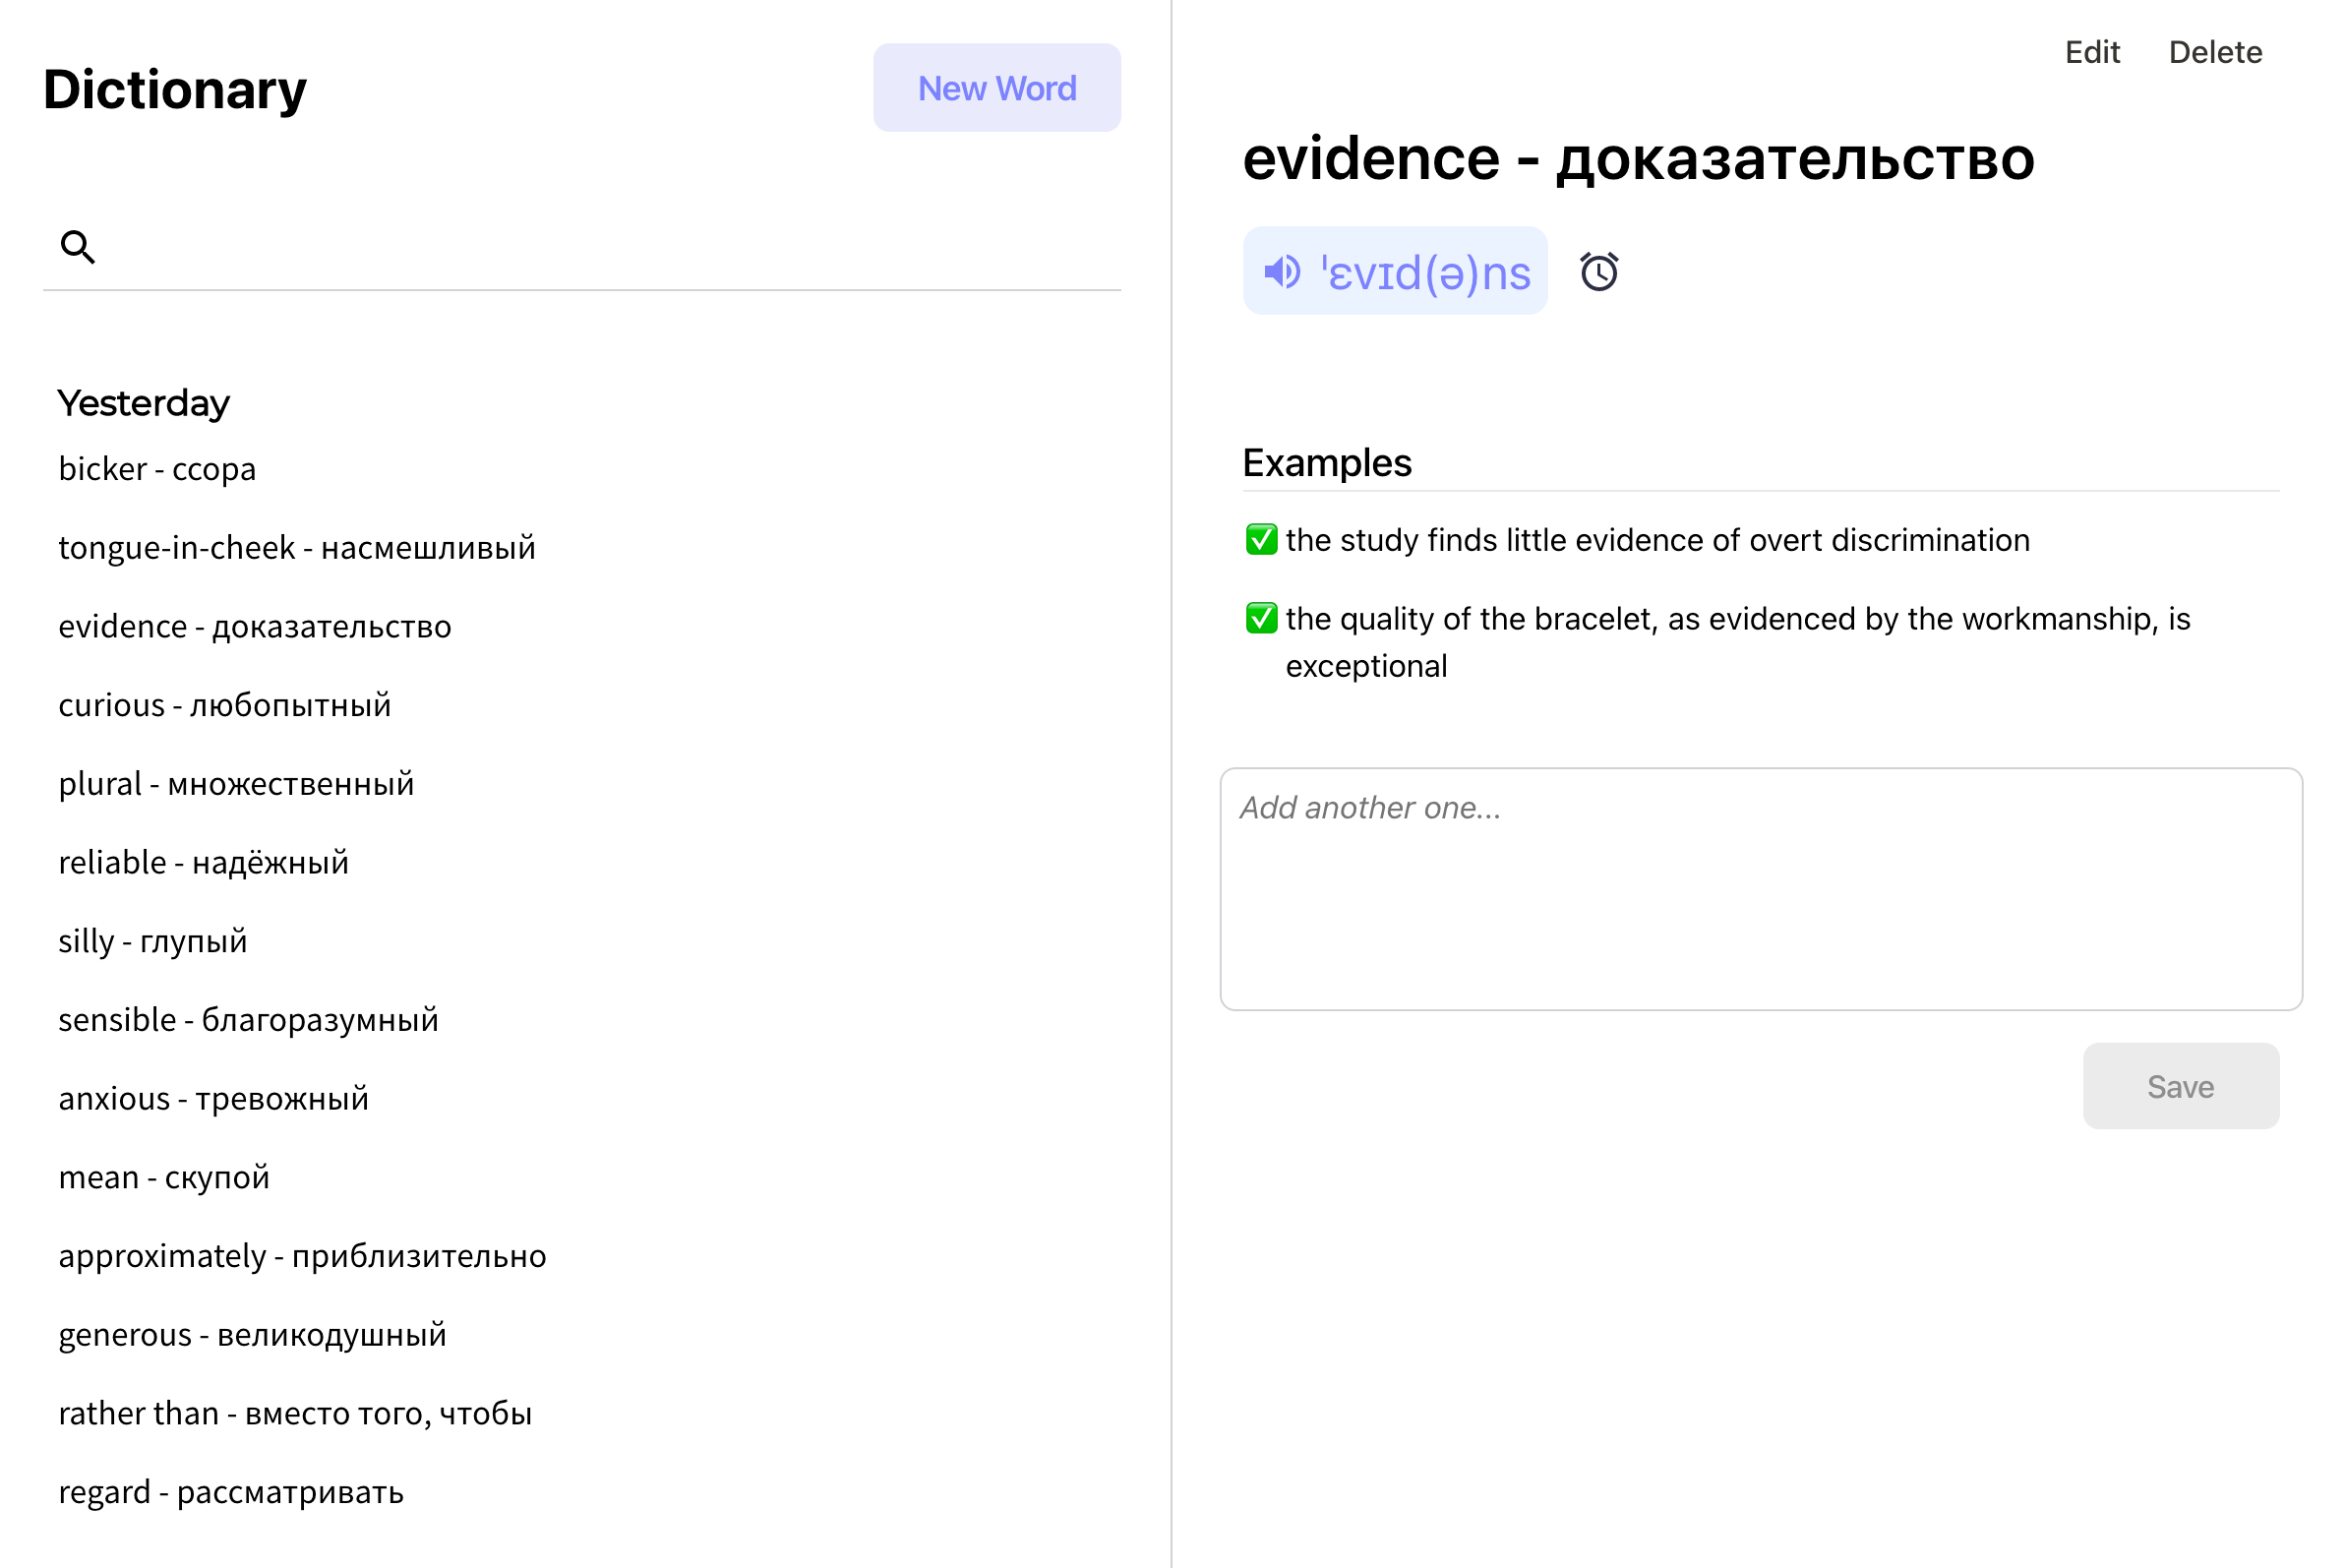 Dictionary
New Word
Yesterday
bicker - ссора
tongue-in-cheek - насмешливый
evidence - доказательство
curious - любопытный
plural - множественный
reliable - надёжный
silly - глупый
sensible - благоразумный
anxious - тревожный
mean - скупой
approximately - приблизительно
generous - великодушный
rather than - вместо того, чтобы
regard - рассматривать
Edit Delete
evidence - доказательство
ˈɛvɪd(ə)ns
Examples
✅ the study finds little evidence of overt discrimination
✅ the quality of the bracelet, as evidenced by the workmanship, is
exceptional
Add another one...
Save